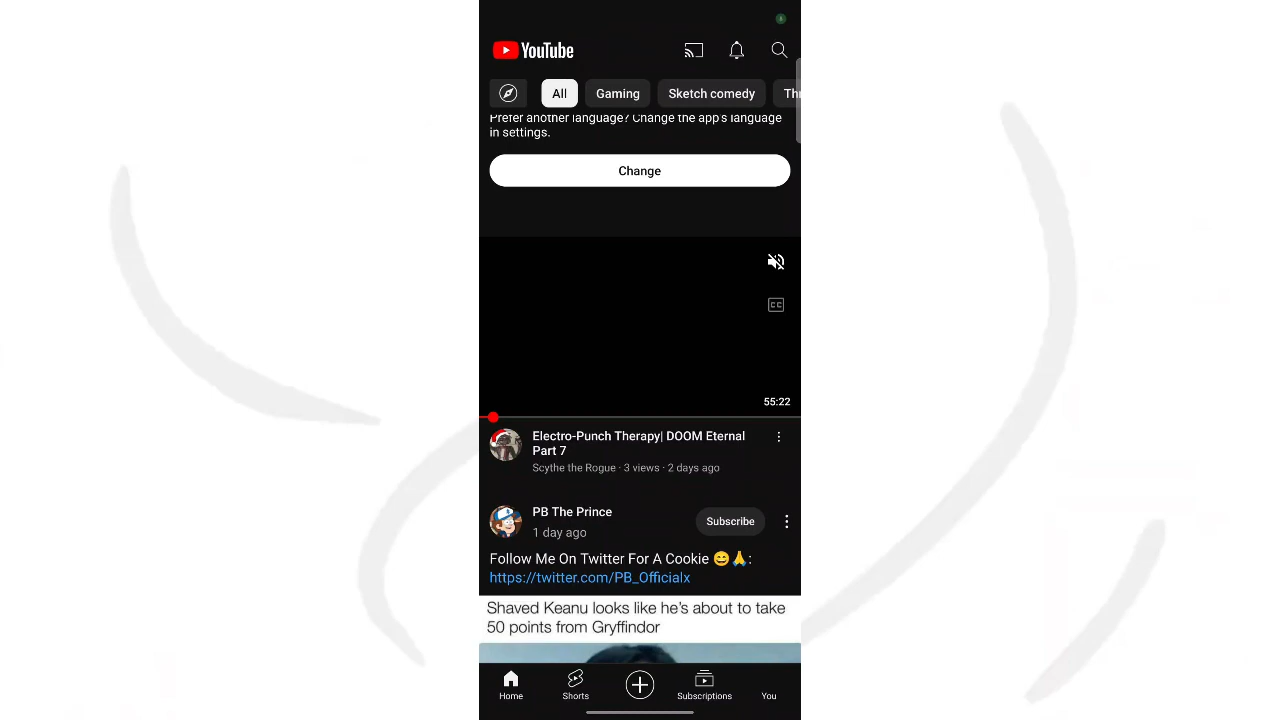 YouTube
All
Gaming
Sketch comedy
Prefer another language? Change the app's language
in settings.
Change
CC
55:22
Electro-Punch Therapy| DOOM Eternal
Part 7
Scythe the Rogue · 3 views · 2 days ago
PB The Prince
1 day ago
Subscribe
Follow Me On Twitter For A Cookie 😄🙏:
https://twitter.com/PB_Officialx
Shaved Keanu looks like he's about to take
50 points from Gryffindor
Home
Shorts
Subscriptions
You